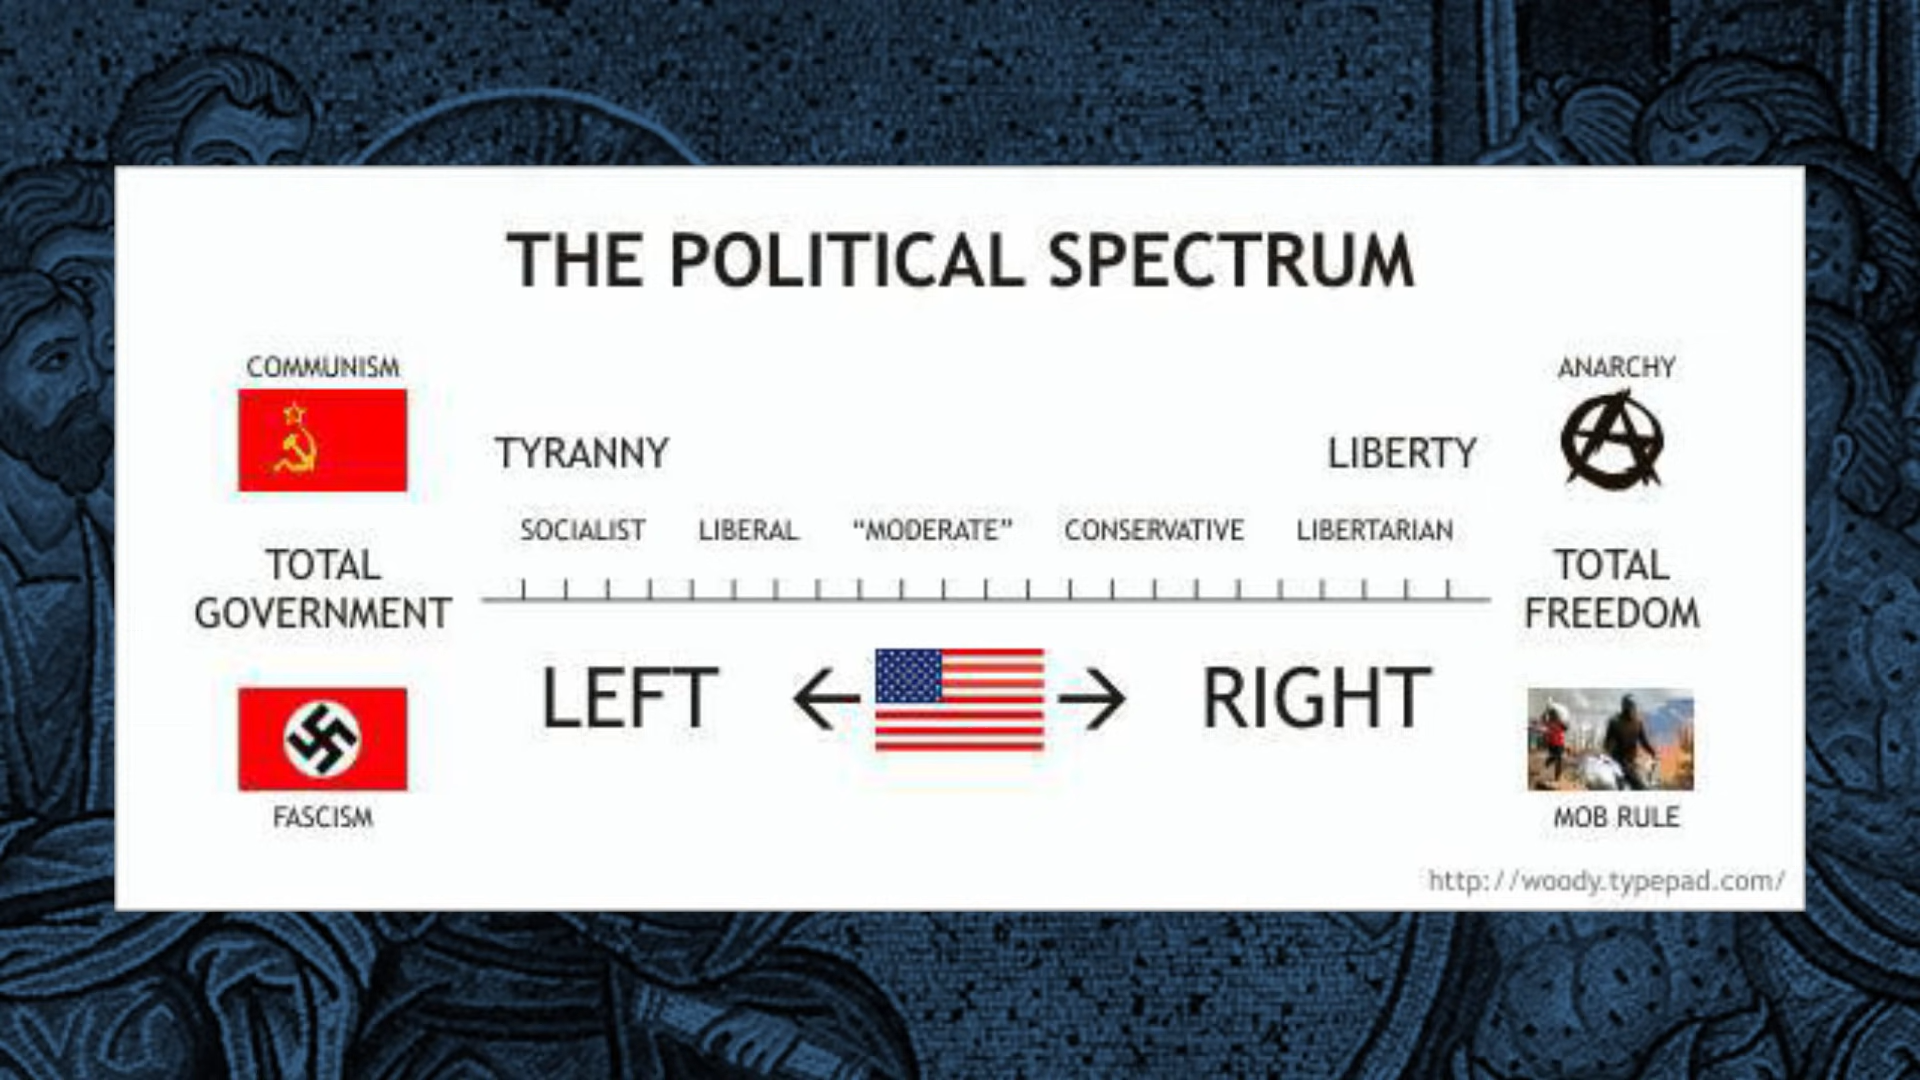 THE POLITICAL SPECTRUM
COMMUNISM
ANARCHY
TYRANNY
LIBERTY
SOCIALIST
LIBERAL
“MODERATE”
CONSERVATIVE
LIBERTARIAN
TOTAL
GOVERNMENT
TOTAL
FREEDOM
LEFT
RIGHT
FASCISM
MOB RULE
http://woody.typepad.com/